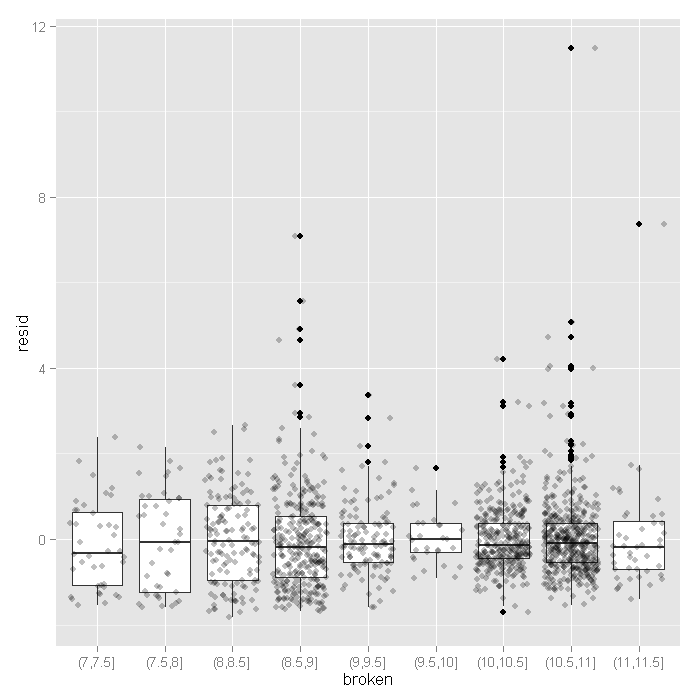 12
8
4
0
resid
(7,7.5] (7.5,8] (8,8.5] (8.5,9] (9,9.5] (9.5,10] (10,10.5] (10.5,11] (11,11.5]
broken